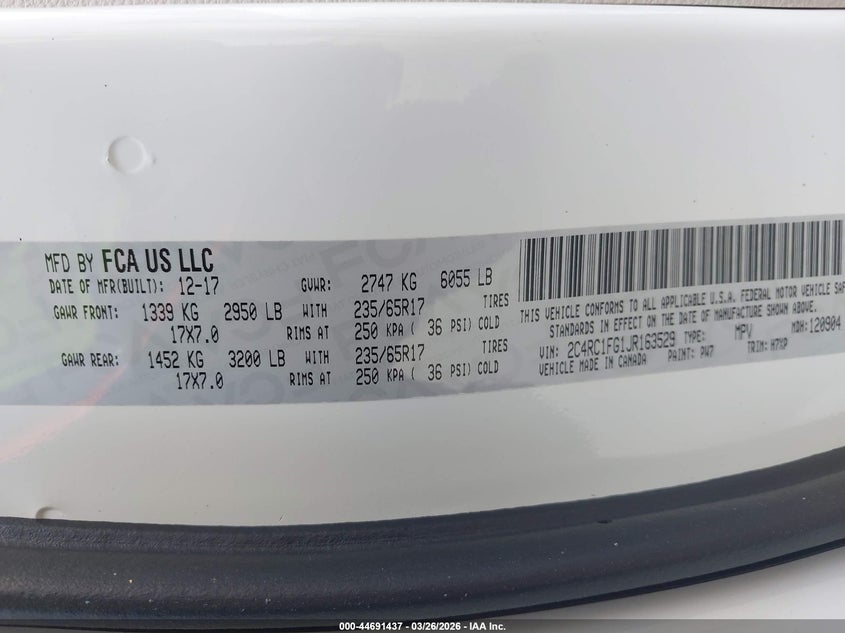 MFD BY FCA US LLC
DATE OF MFR(BUILT): 12-17 GVWR: 2747 KG 6055 LB
GAWR FRONT: 1339 KG 2950 LB WITH 235/65R17 TIRES
17X7.0 RIMS AT 250 KPA ( 36 PSI) COLD
GAWR REAR: 1452 KG 3200 LB WITH 235/65R17 TIRES
17X7.0 RIMS AT 250 KPA ( 36 PSI) COLD
THIS VEHICLE CONFORMS TO ALL APPLICABLE U.S.A. FEDERAL MOTOR VEHICLE SAF
STANDARDS IN EFFECT ON THE DATE OF MANUFACTURE SHOWN ABOVE.
VIN: 2C4RC1FG1JR163529 TYPE: MPV MDH:120904
VEHICLE MADE IN CANADA PAINT: PW7 TRIM:
000-44691437 - 03/26/2026 - IAA Inc.